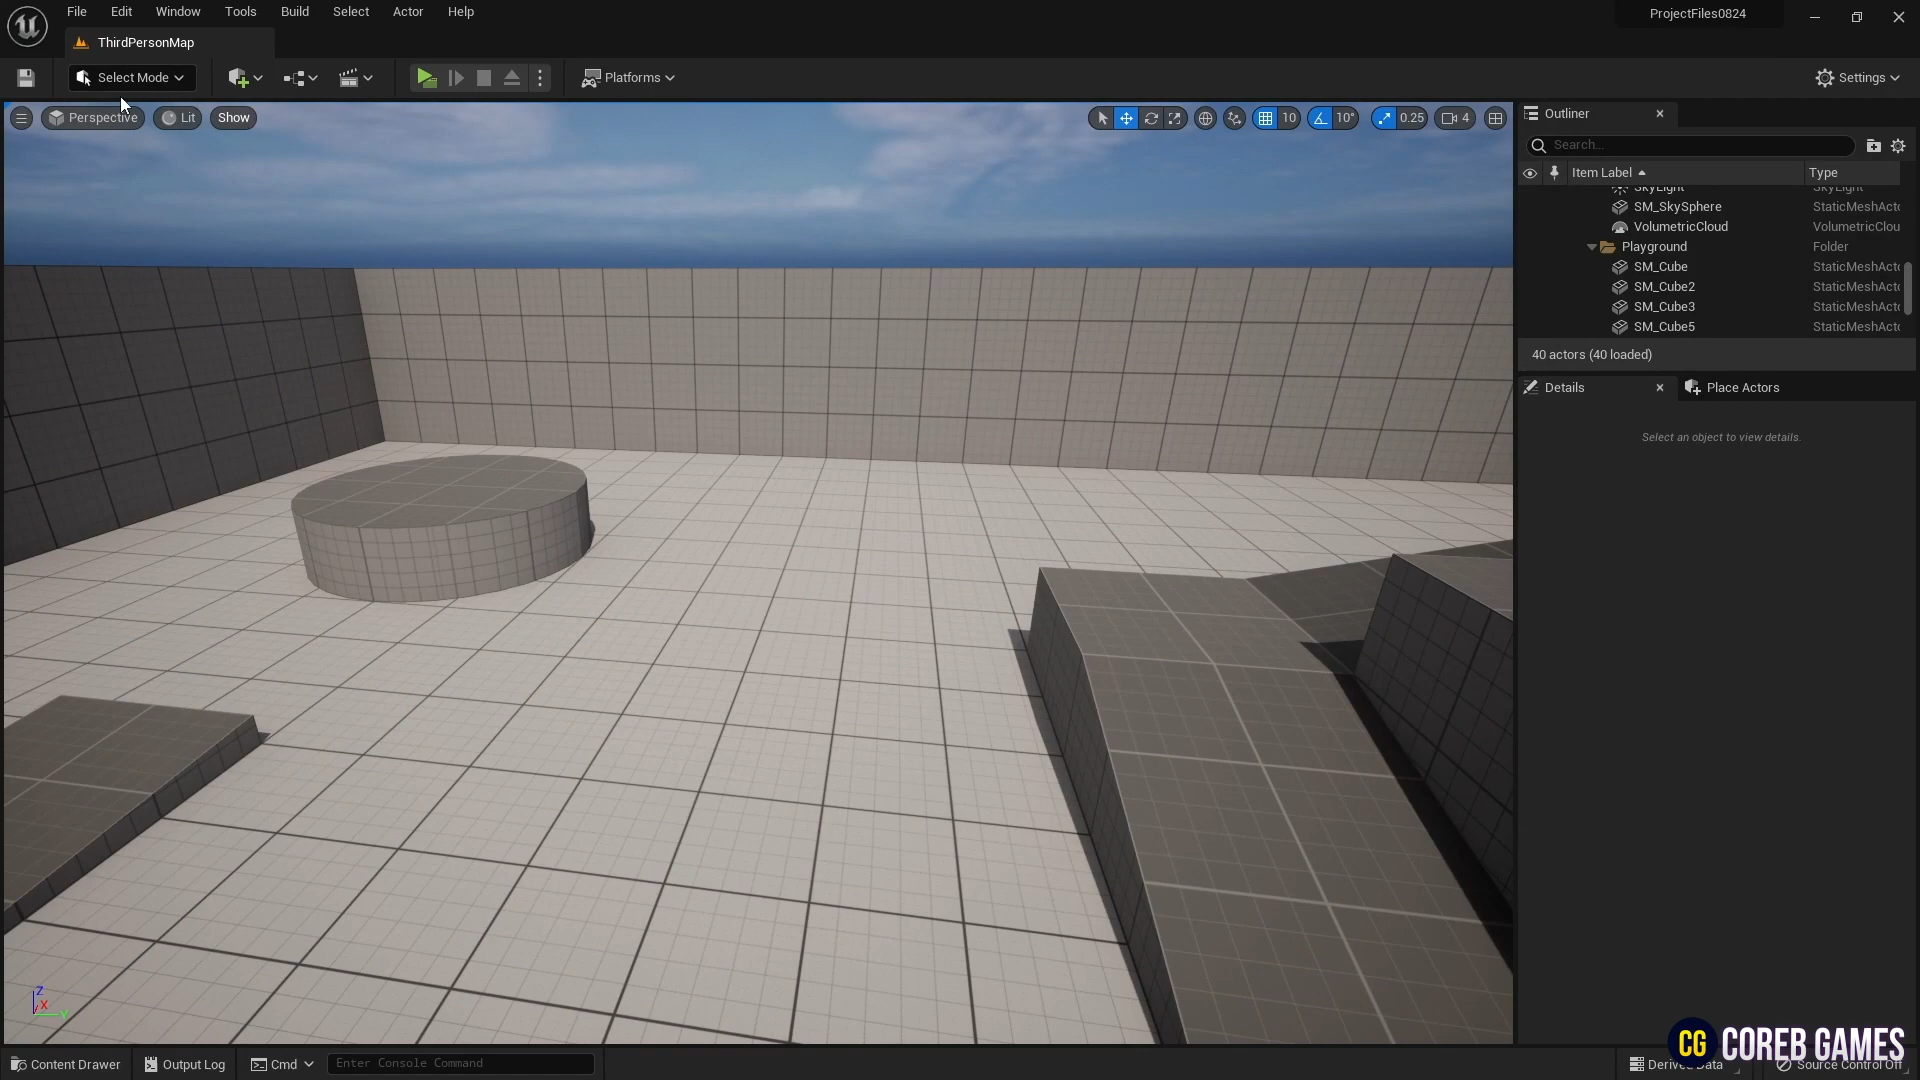 File Edit Window Tools Build Select Actor Help
ProjectFiles0824
ThirdPersonMap
Select Mode
Platforms
Settings
Perspective Lit Show
10 10° 0.25 4
Outliner
Search...
Item Label Type
SkyLight SkyLight
SM_SkySphere StaticMeshActo
VolumetricCloud VolumetricClou
Playground Folder
SM_Cube StaticMeshActo
SM_Cube2 StaticMeshActo
SM_Cube3 StaticMeshActo
SM_Cube5 StaticMeshActo
40 actors (40 loaded)
Details Place Actors
Select an object to view details.
Z
X
Y
CG COREB GAMES
Content Drawer Output Log Cmd Enter Console Command
Derived Data Source Control Off